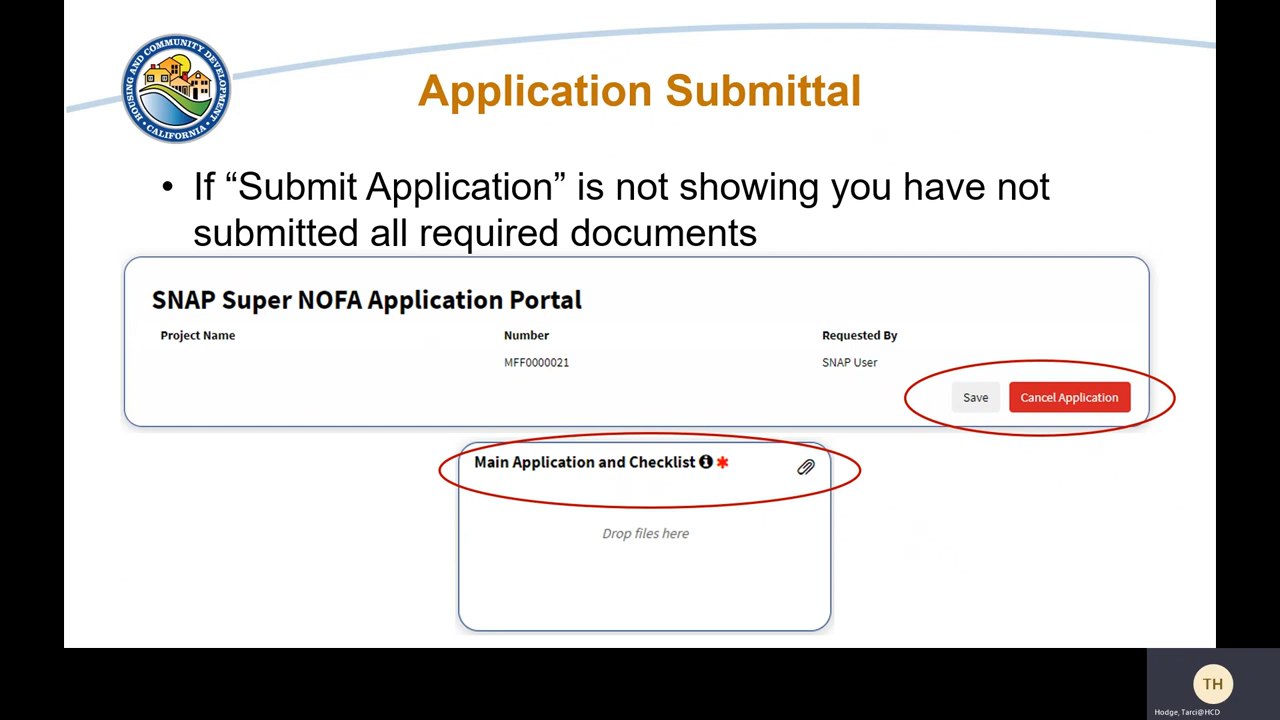 HOUSING AND COMMUNITY DEVELOPMENT
• CALIFORNIA •
Application Submittal
• If “Submit Application” is not showing you have not
submitted all required documents
SNAP Super NOFA Application Portal
Project Name Number Requested By
MFF0000021 SNAP User
Save Cancel Application
Main Application and Checklist *
Drop files here
TH
Hodge, Tarci@HCD